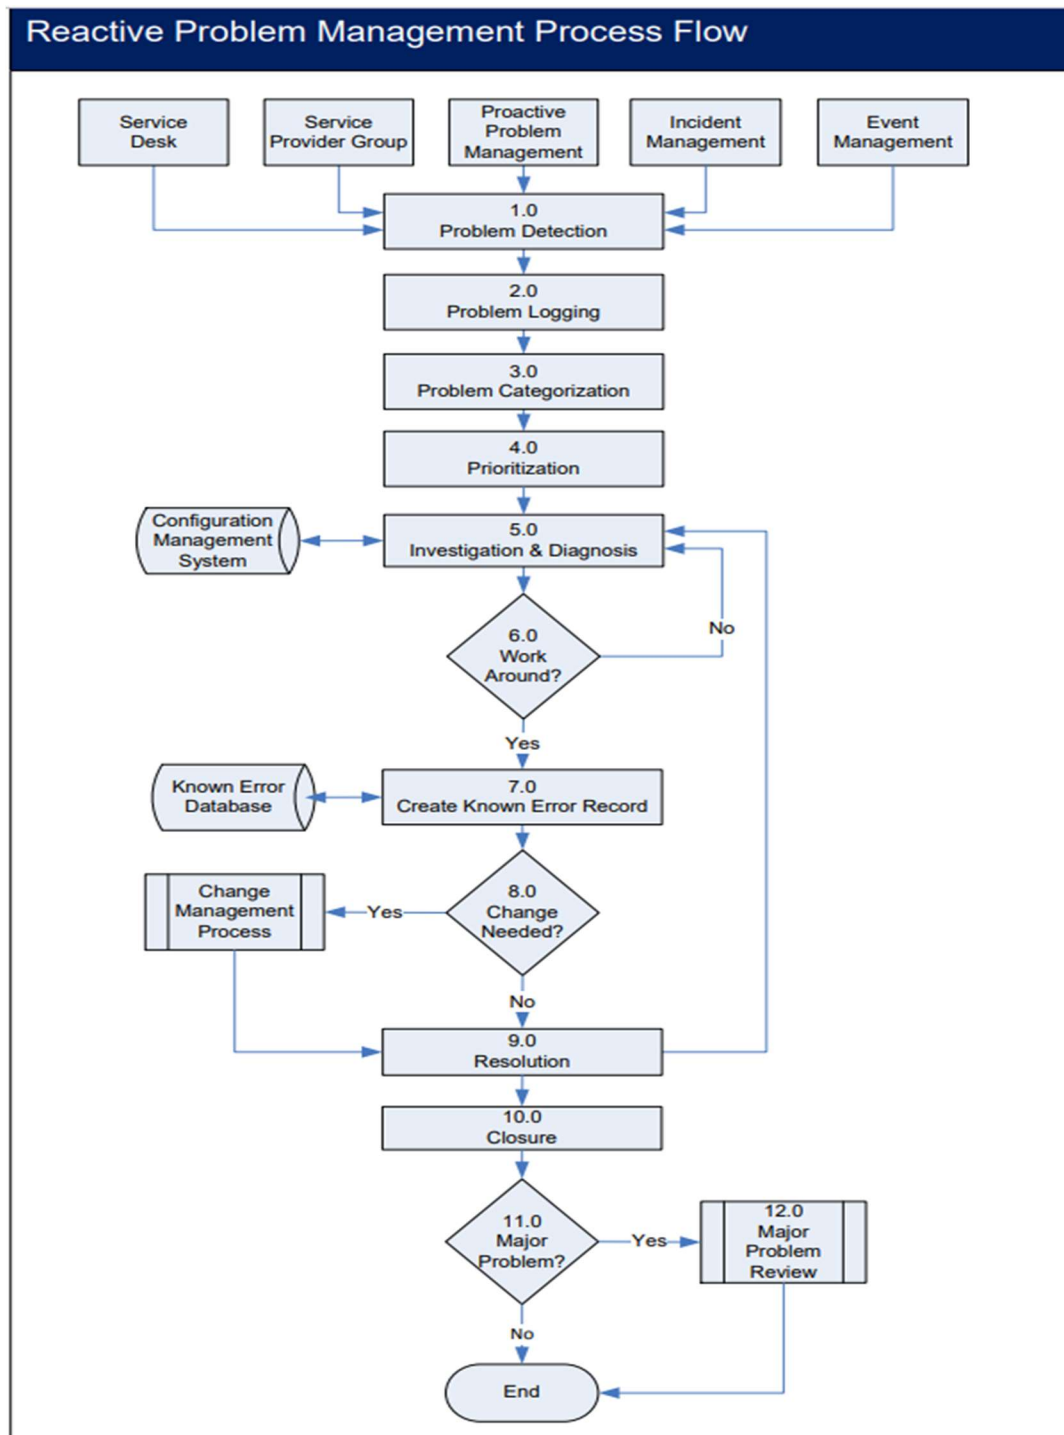 Reactive Problem Management Process Flow
Service
Desk
Service
Provider Group
Proactive
Problem
Management
Incident
Management
Event
Management
1.0
Problem Detection
2.0
Problem Logging
3.0
Problem Categorization
4.0
Prioritization
Configuration
Management
System
5.0
Investigation & Diagnosis
6.0
Work
Around?
No
Yes
Known Error
Database
7.0
Create Known Error Record
Change
Management
Process
Yes
8.0
Change
Needed?
No
9.0
Resolution
10.0
Closure
11.0
Major
Problem?
Yes
12.0
Major
Problem
Review
No
End